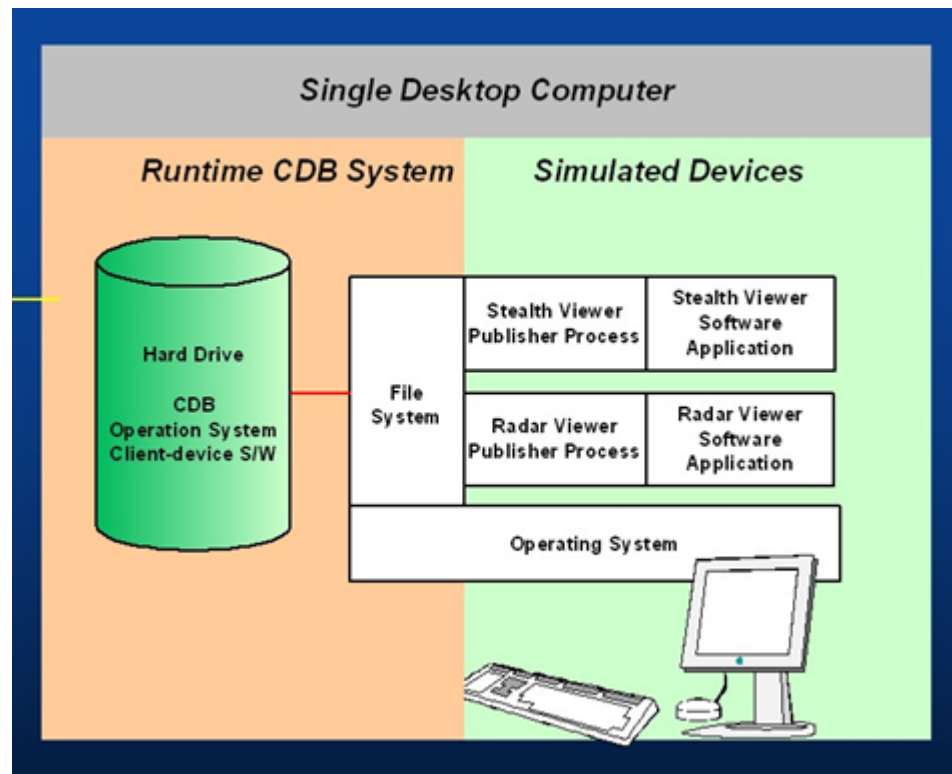 Single Desktop Computer
Runtime CDB System
Simulated Devices
Hard Drive
CDB
Operation System
Client-device S/W
File
System
Stealth Viewer
Publisher Process
Stealth Viewer
Software
Application
Radar Viewer
Publisher Process
Radar Viewer
Software
Application
Operating System